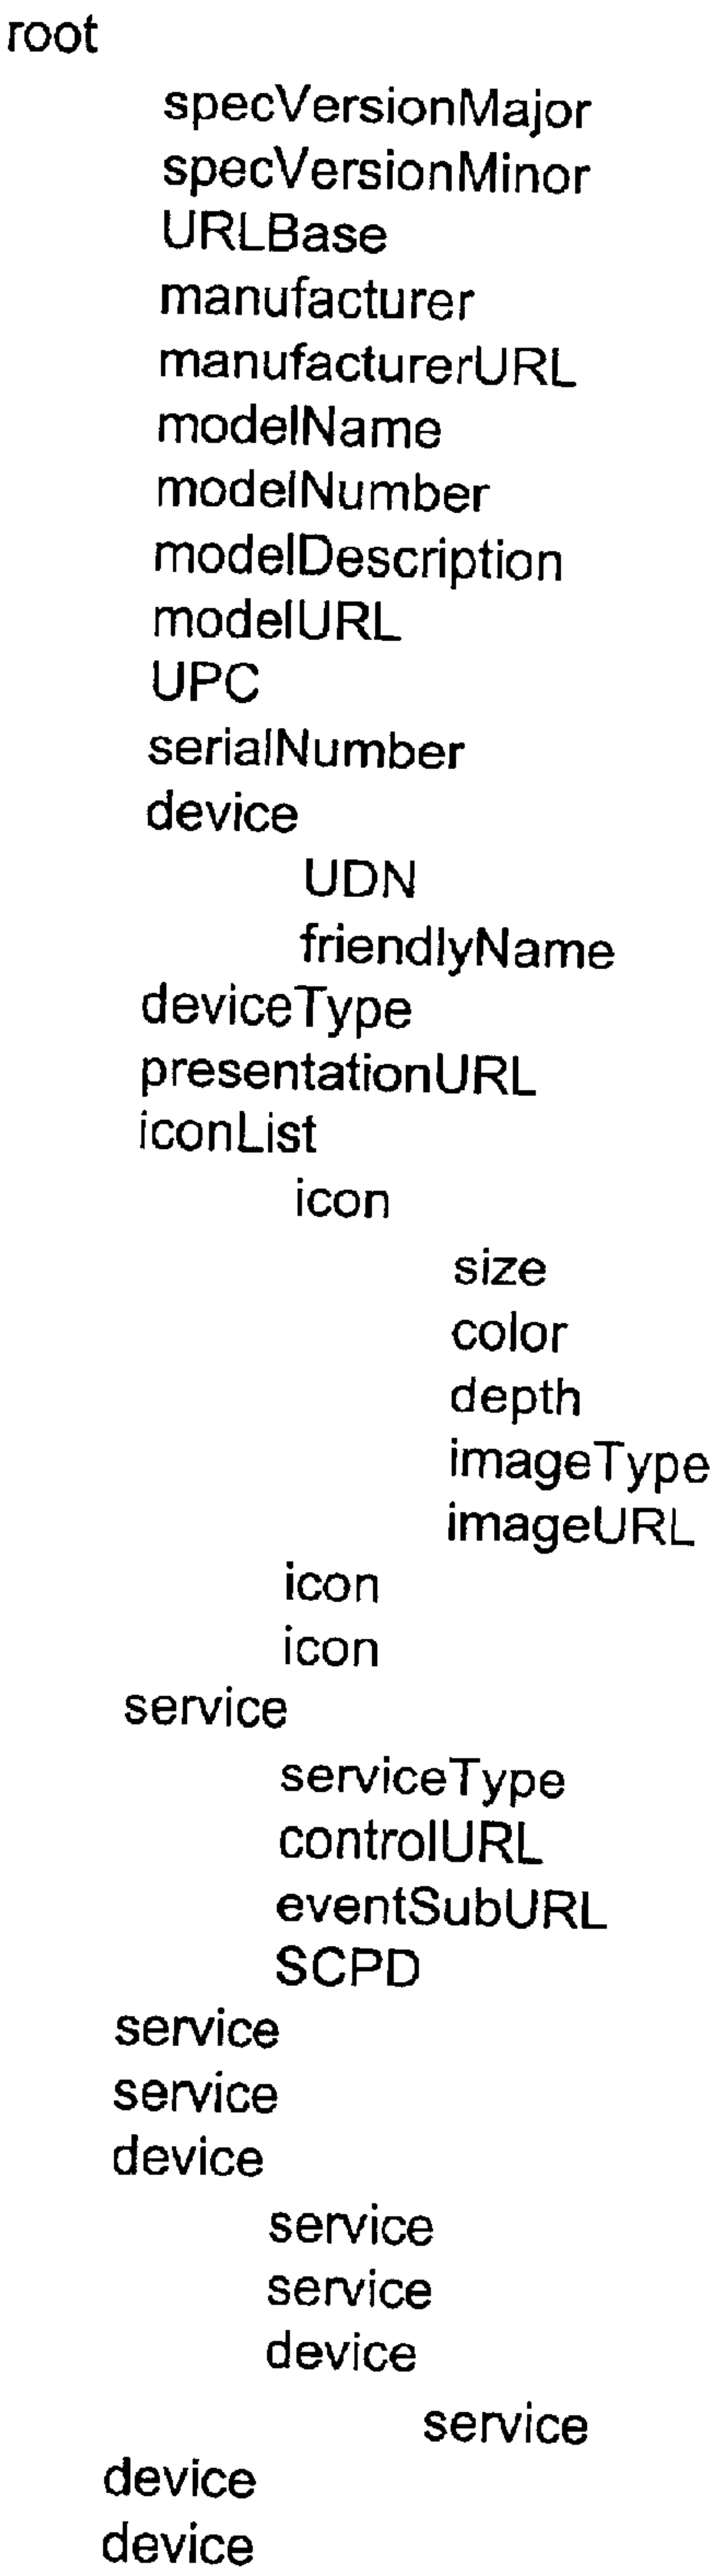 root
specVersionMajor
specVersionMinor
URLBase
manufacturer
manufacturerURL
modelName
modelNumber
modelDescription
modelURL
UPC
serialNumber
device
UDN
friendlyName
deviceType
presentationURL
iconList
icon
size
color
depth
imageType
imageURL
icon
icon
service
serviceType
controlURL
eventSubURL
SCPD
service
service
device
service
service
device
service
device
device